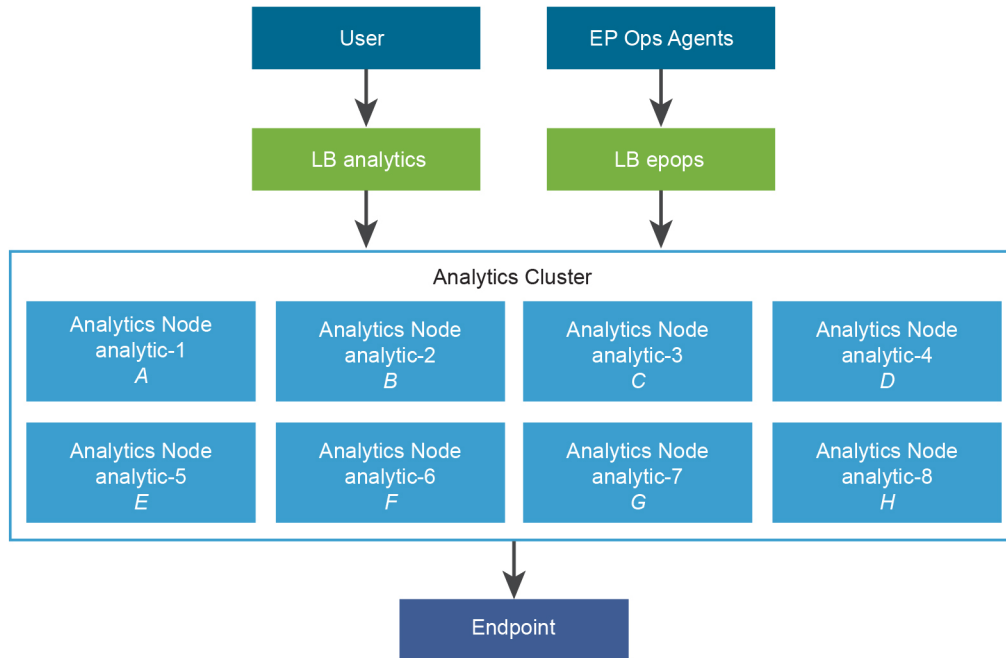 User
EP Ops Agents
LB analytics
LB epops
Analytics Cluster
Analytics Node
analytic-1
A
Analytics Node
analytic-2
B
Analytics Node
analytic-3
C
Analytics Node
analytic-4
D
Analytics Node
analytic-5
E
Analytics Node
analytic-6
F
Analytics Node
analytic-7
G
Analytics Node
analytic-8
H
Endpoint